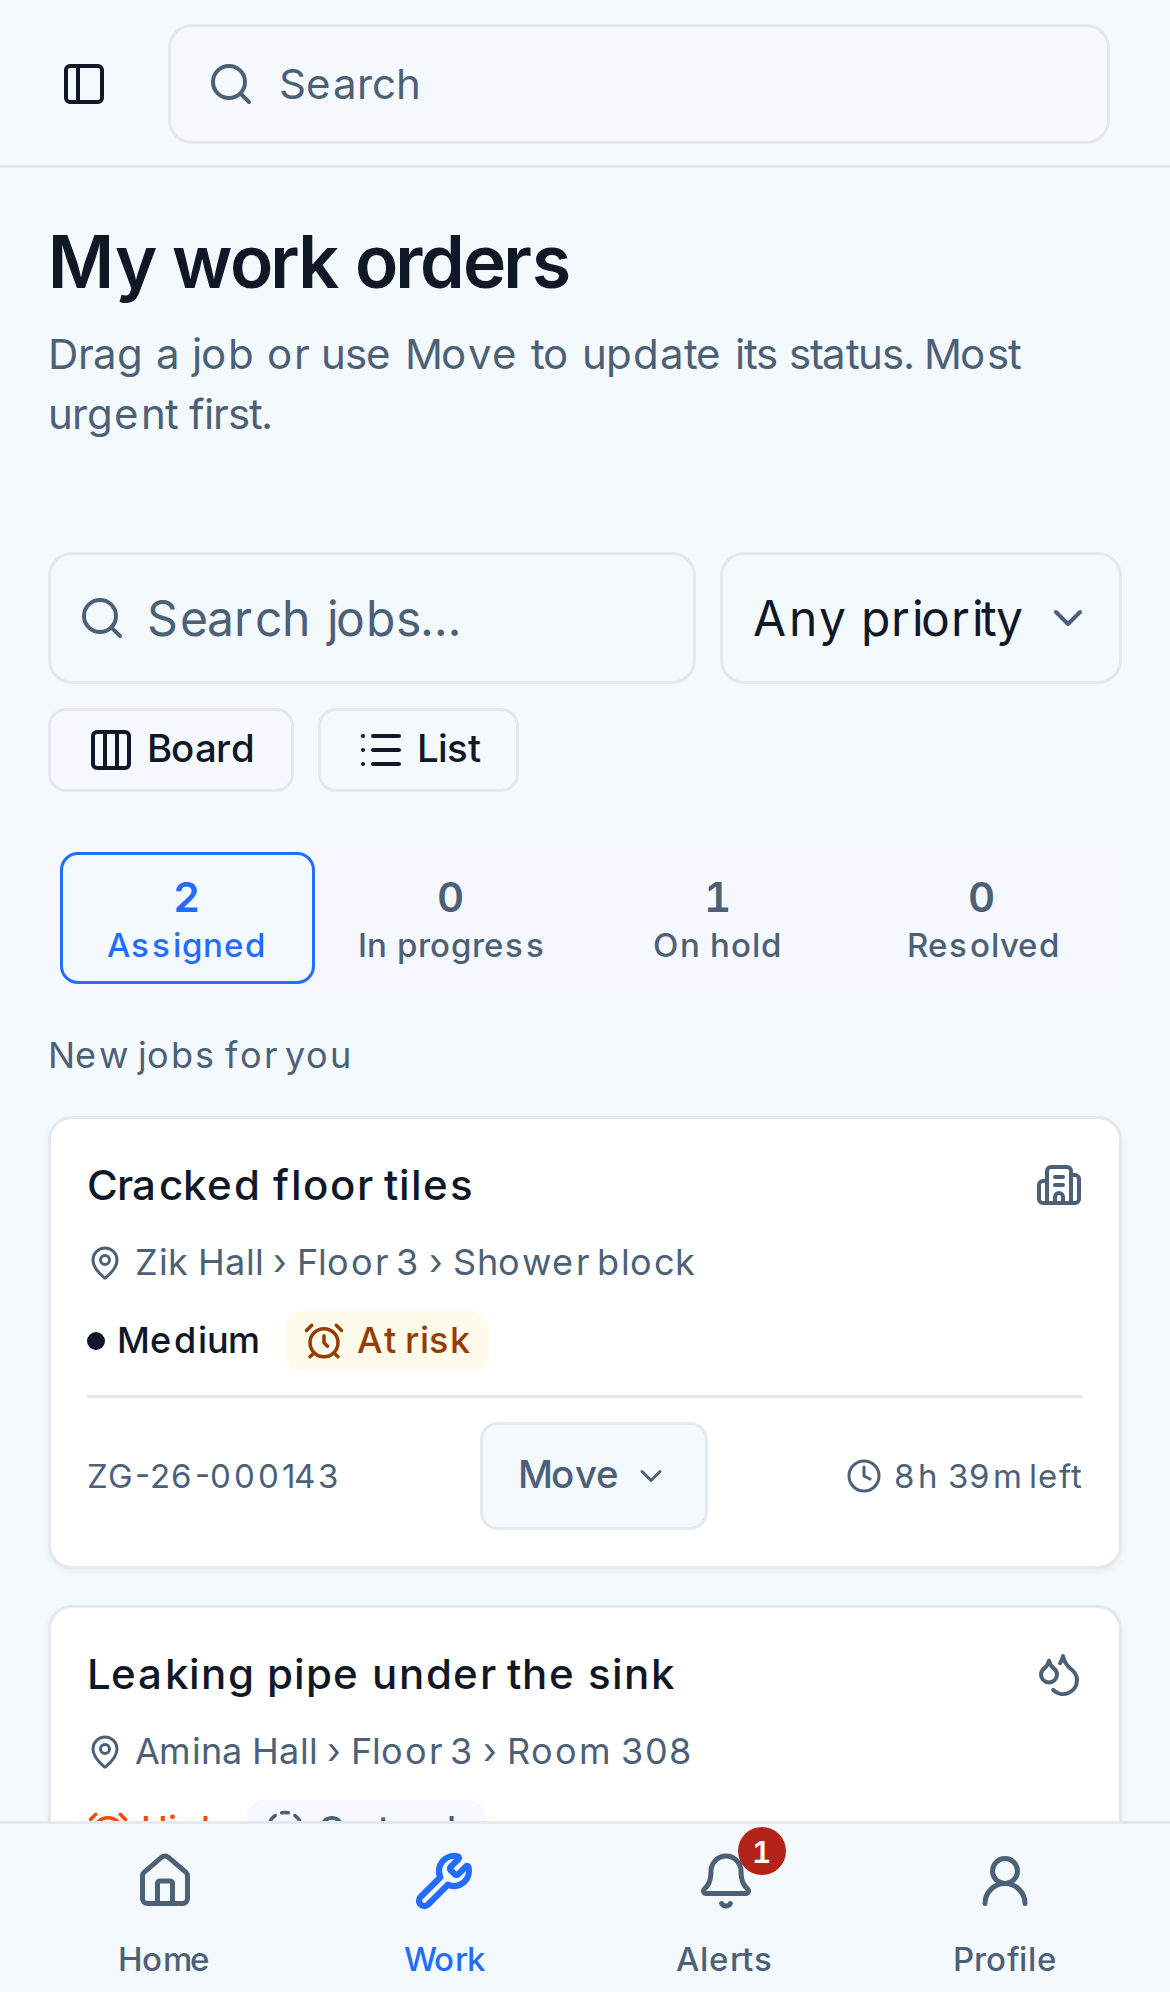 Search
My work orders
Drag a job or use Move to update its status. Most
urgent first.
Search jobs...
Any priority
Board
List
2
Assigned
0
In progress
1
On hold
0
Resolved
New jobs for you
Cracked floor tiles
Zik Hall › Floor 3 › Shower block
Medium
At risk
ZG-26-000143
Move
8h 39m left
Leaking pipe under the sink
Amina Hall › Floor 3 › Room 308
High
Home
Work
1
Alerts
Profile